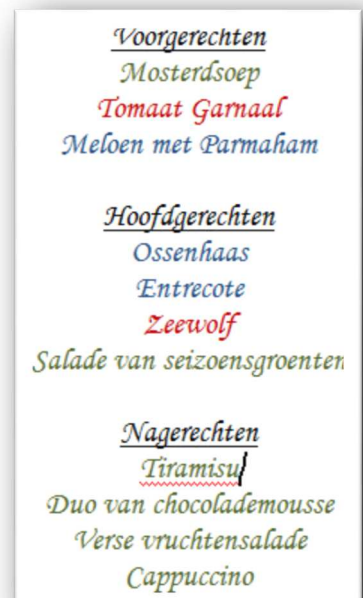 Voorgerechten
Mosterdsoep
Tomaat Garnaal
Meloen met Parmaham
Hoofdgerechten
Ossenhaas
Entrecote
Zeewolf
Salade van seizoensgroenten
Nagerechten
Tiramisu
Duo van chocolademousse
Verse vruchtensalade
Cappuccino